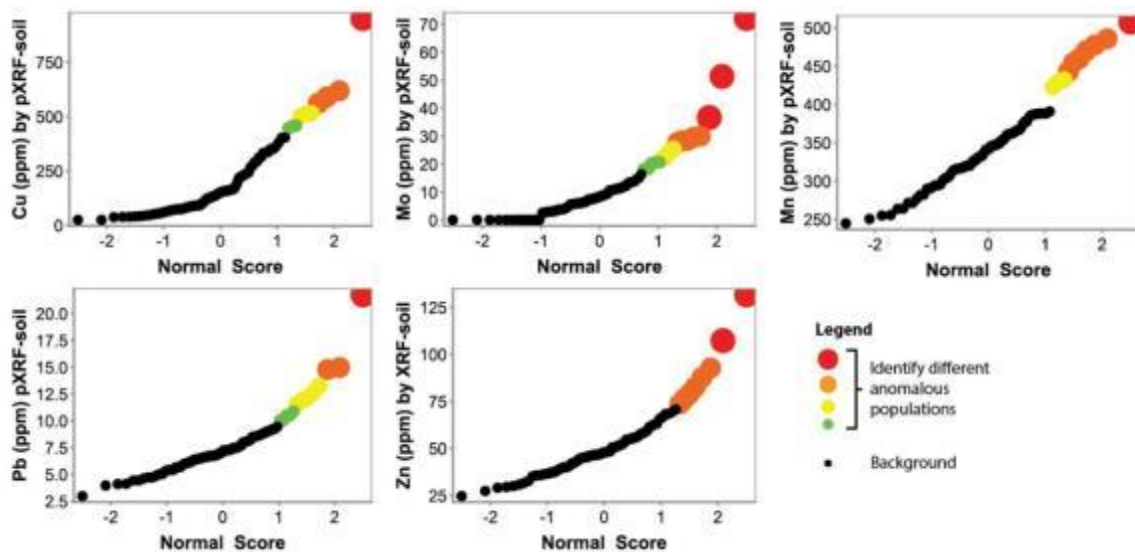 Cu (ppm) by pXRF-soil
750
500
250
0
-2 -1 0 1 2
Normal Score
Mo (ppm) by pXRF-soil
70
60
50
40
30
20
10
0
-2 -1 0 1 2
Normal Score
Mn (ppm) by pXRF-soil
500
450
400
350
300
250
-2 -1 0 1 2
Normal Score
Pb (ppm) pXRF-soil
20.0
17.5
15.0
12.5
10.0
7.5
5.0
2.5
-2 -1 0 1 2
Normal Score
Zn (ppm) by XRF-soil
125
100
75
50
25
-2 -1 0 1 2
Normal Score
Legend
Identify different
anomalous
populations
Background